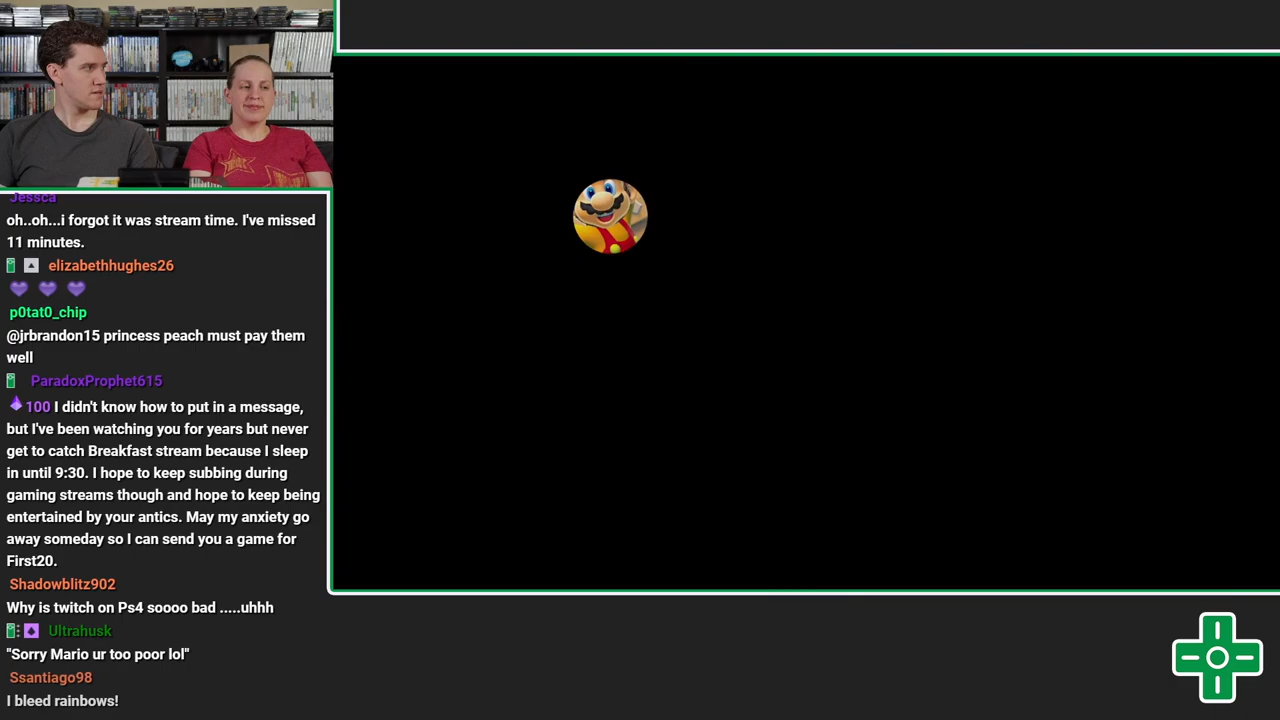 Jessca
oh..oh...i forgot it was stream time. I've missed
11 minutes.
elizabethhughes26
p0tat0_chip
@jrbrandon15 princess peach must pay them
well
ParadoxProphet615
100 I didn't know how to put in a message,
but I've been watching you for years but never
get to catch Breakfast stream because I sleep
in until 9:30. I hope to keep subbing during
gaming streams though and hope to keep being
entertained by your antics. May my anxiety go
away someday so I can send you a game for
First20.
Shadowblitz902
Why is twitch on Ps4 soooo bad .....uhhh
Ultrahusk
"Sorry Mario ur too poor lol"
Ssantiago98
I bleed rainbows!